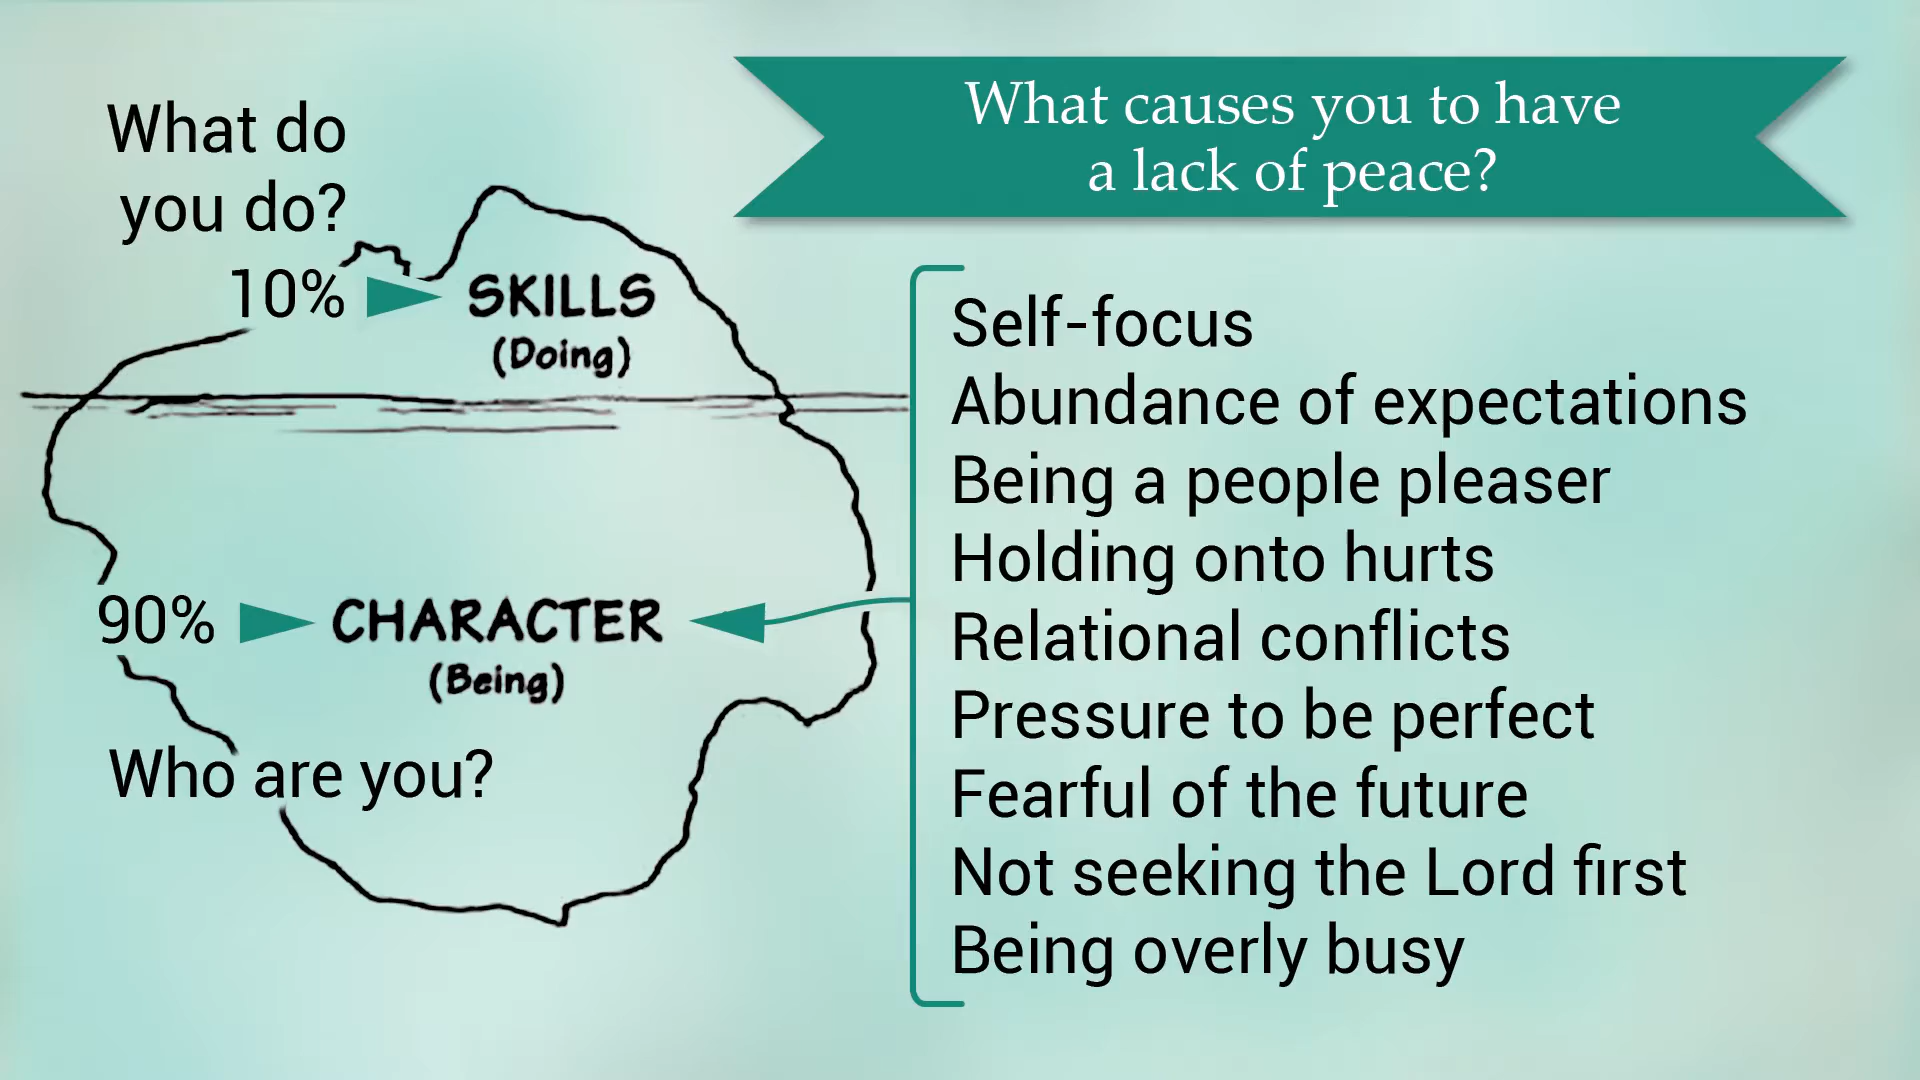 What do
you do?
10%
SKILLS
(Doing)
90%
CHARACTER
(Being)
Who are you?
What causes you to have
a lack of peace?
Self-focus
Abundance of expectations
Being a people pleaser
Holding onto hurts
Relational conflicts
Pressure to be perfect
Fearful of the future
Not seeking the Lord first
Being overly busy